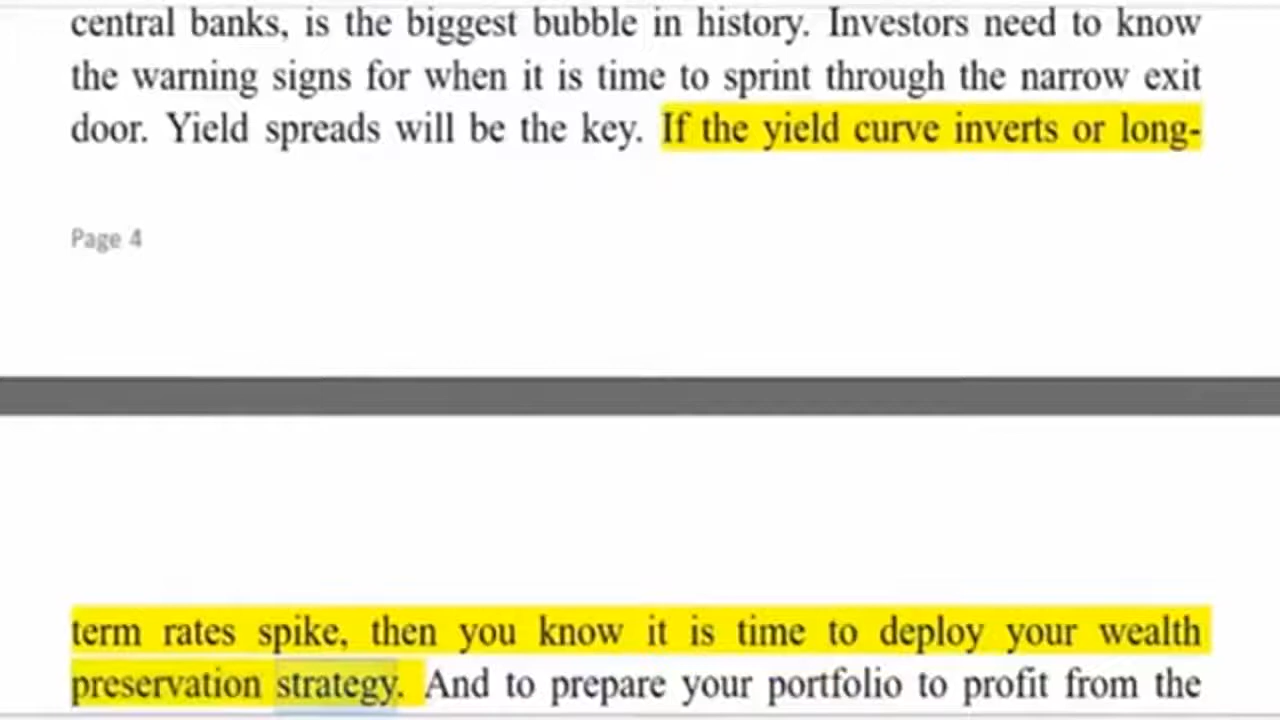 central banks, is the biggest bubble in history. Investors need to know
the warning signs for when it is time to sprint through the narrow exit
door. Yield spreads will be the key. If the yield curve inverts or long-
Page 4
term rates spike, then you know it is time to deploy your wealth
preservation strategy. And to prepare your portfolio to profit from the